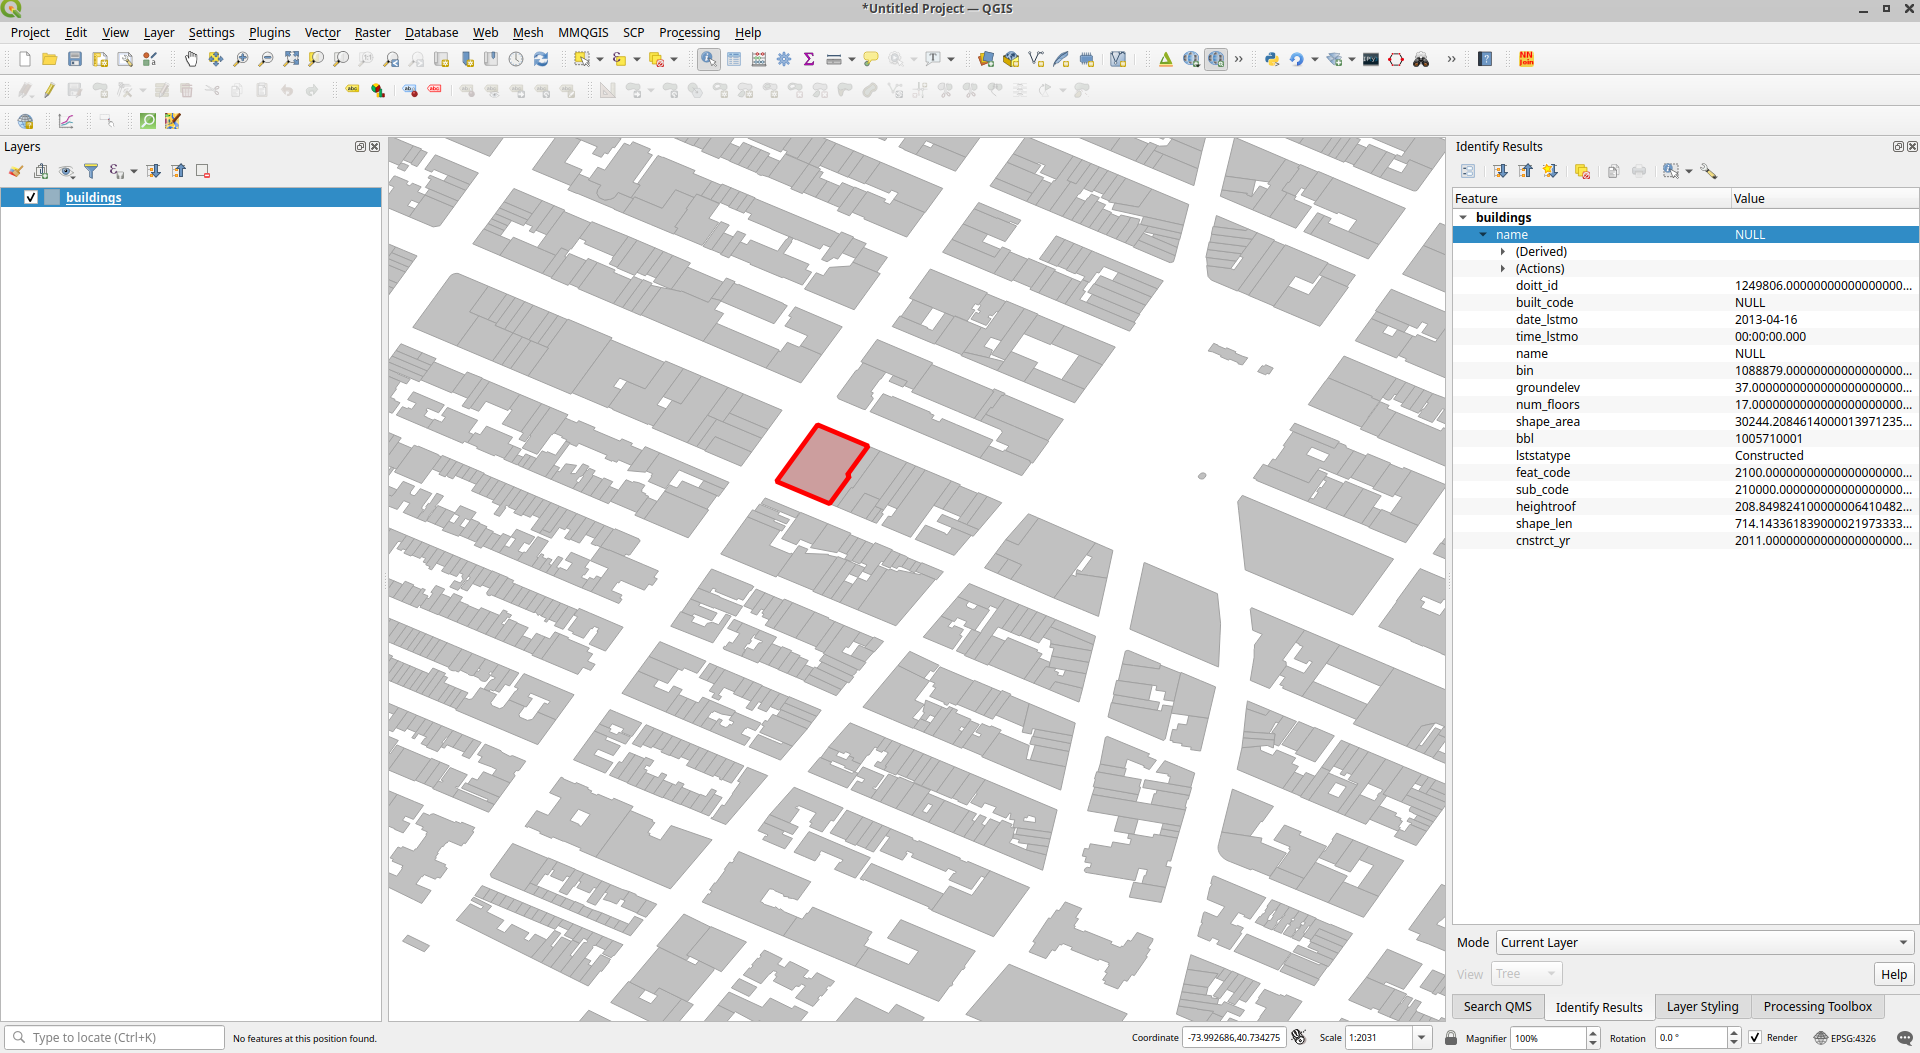 *Untitled Project — QGIS
Project Edit View Layer Settings Plugins Vector Raster Database Web Mesh MMQGIS SCP Processing Help
Layers
buildings
Identify Results
Feature Value
buildings
name NULL
(Derived)
(Actions)
doitt_id 1249806.00000000000000000...
built_code NULL
date_lstmo 2013-04-16
time_lstmo 00:00:00.000
name NULL
bin 1088879.00000000000000000...
groundelev 37.0000000000000000000000...
num_floors 17.0000000000000000000000...
shape_area 30244.2084614000013971235...
bbl 1005710001
lststatype Constructed
feat_code 2100.00000000000000000000...
sub_code 210000.000000000000000000...
heightroof 208.849824100000006410482...
shape_len 714.143361839000021973333...
cnstrct_yr 2011.00000000000000000000...
Mode Current Layer
View Tree Help
Search QMS Identify Results Layer Styling Processing Toolbox
Type to locate (Ctrl+K) No features at this position found. Coordinate -73.992686,40.734275 Scale 1:2031 Magnifier 100% Rotation 0.0 ° Render EPSG:4326